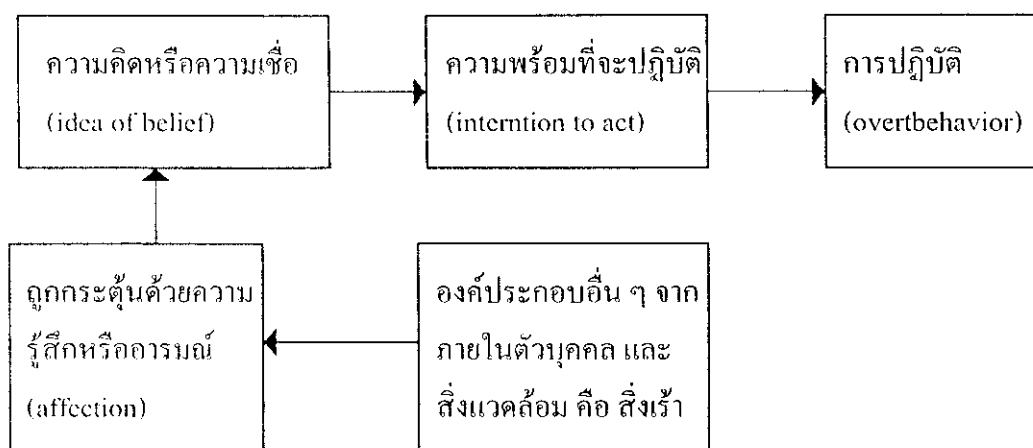 ความคิดหรือความเชื่อ
(idea of belief)
ความพร้อมที่จะปฏิบัติ
(interntion to act)
การปฏิบัติ
(overtbehavior)
ถูกกระตุ้นด้วยความ
รู้สึกหรืออารมณ์
(affection)
องค์ประกอบอื่น ๆ จาก
ภายในตัวบุคคล และ
สิ่งแวดล้อม คือ สิ่งเร้า